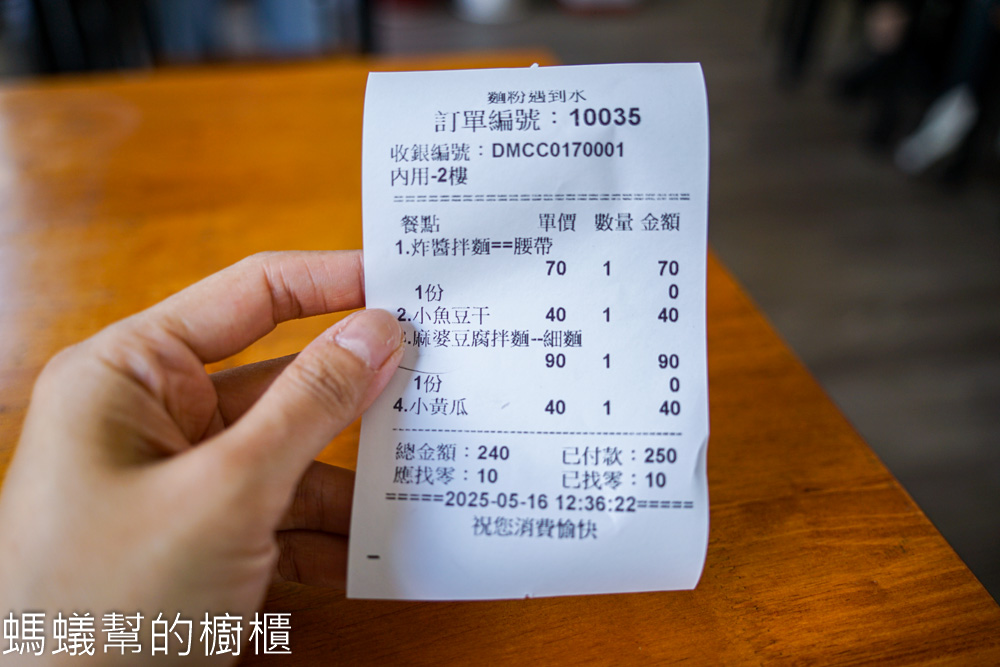 麵粉遇到水
訂單編號：10035
收銀編號：DMCC0170001
內用-2樓
================================
餐點 單價 數量 金額
1.炸醬拌麵==腰帶
70 1 70
1份 0
2.小魚豆干 40 1 40
3.麻婆豆腐拌麵--細麵
90 1 90
1份 0
4.小黃瓜 40 1 40
--------------------------------
總金額：240 已付款：250
應找零：10 已找零：10
=====2025-05-16 12:36:22=====
祝您消費愉快
螞蟻幫的櫥櫃